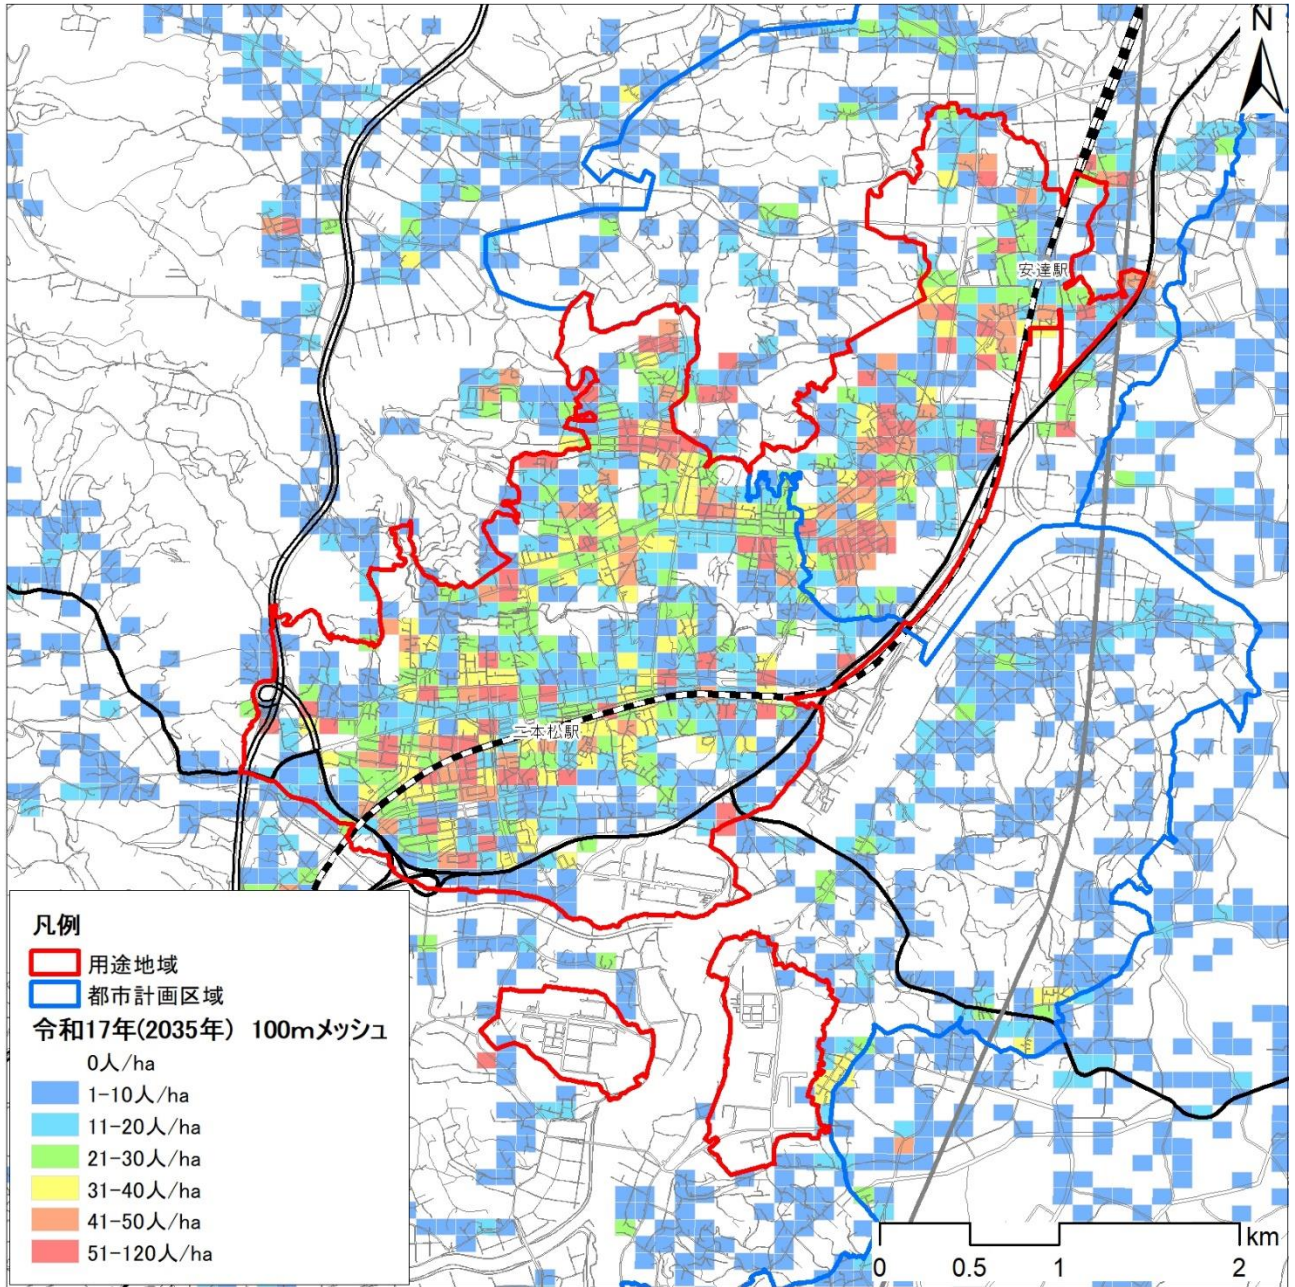 N
安達駅
二本松駅
凡例
用途地域
都市計画区域
令和17年(2035年) 100mメッシュ
0人/ha
1-10人/ha
11-20人/ha
21-30人/ha
31-40人/ha
41-50人/ha
51-120人/ha
km
0 0.5 1 2